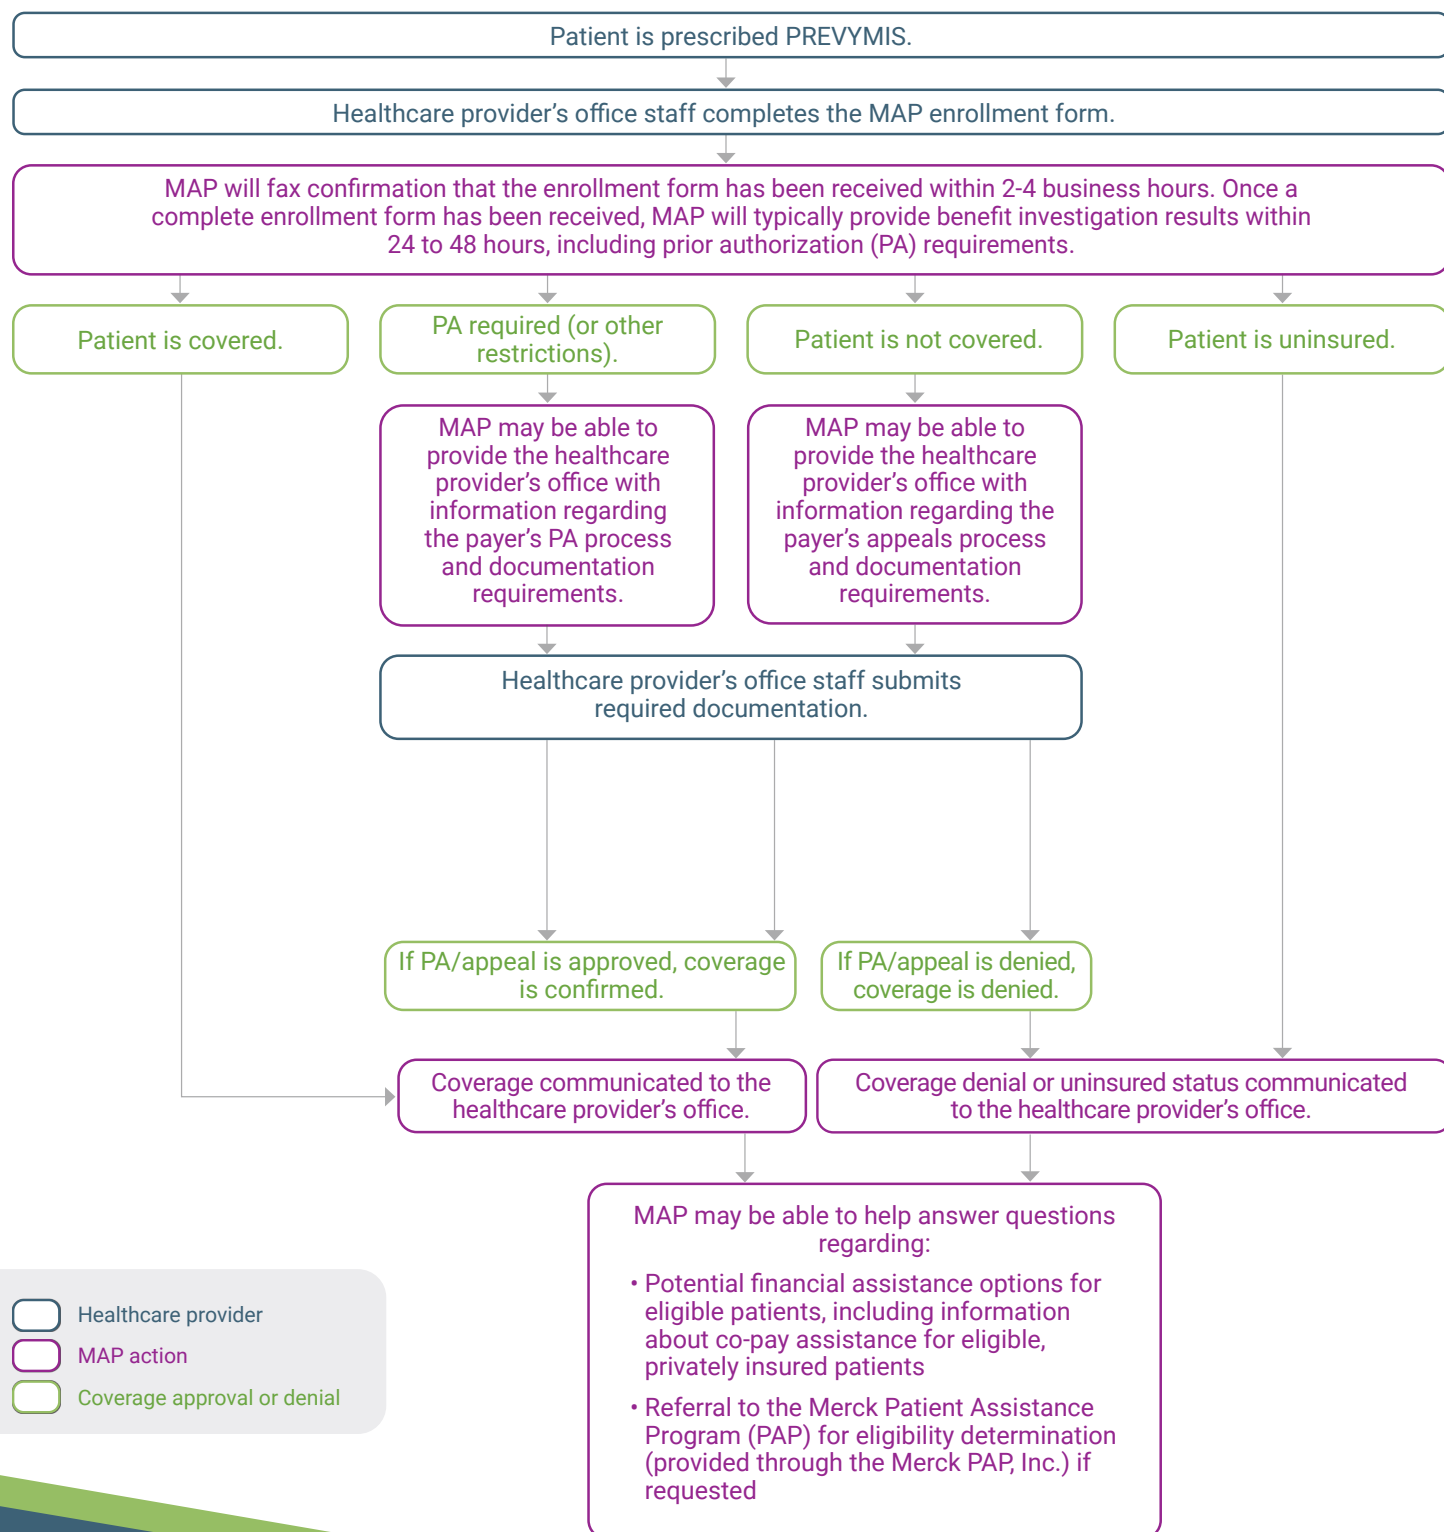 Patient is prescribed PREVYMIS.
Healthcare provider’s office staff completes the MAP enrollment form.
MAP will fax confirmation that the enrollment form has been received within 2-4 business hours. Once a
complete enrollment form has been received, MAP will typically provide benefit investigation results within
24 to 48 hours, including prior authorization (PA) requirements.
Patient is covered.
PA required (or other
restrictions).
Patient is not covered.
Patient is uninsured.
MAP may be able to
provide the healthcare
provider’s office with
information regarding
the payer’s PA process
and documentation
requirements.
MAP may be able to
provide the healthcare
provider’s office with
information regarding the
payer’s appeals process
and documentation
requirements.
Healthcare provider’s office staff submits
required documentation.
If PA/appeal is approved, coverage
is confirmed.
If PA/appeal is denied,
coverage is denied.
Coverage communicated to the
healthcare provider’s office.
Coverage denial or uninsured status communicated
to the healthcare provider’s office.
MAP may be able to help answer questions
regarding:
• Potential financial assistance options for
eligible patients, including information
about co-pay assistance for eligible,
privately insured patients
• Referral to the Merck Patient Assistance
Program (PAP) for eligibility determination
(provided through the Merck PAP, Inc.) if
requested
Healthcare provider
MAP action
Coverage approval or denial